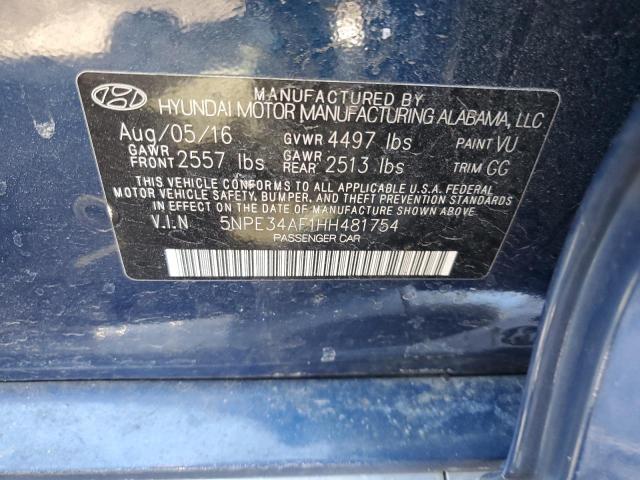 MANUFACTURED BY
HYUNDAI MOTOR MANUFACTURING ALABAMA, LLC
Aug/05/16 GVWR 4497 lbs PAINT VU
GAWR FRONT 2557 lbs GAWR REAR 2513 lbs TRIM GG
THIS VEHICLE CONFORMS TO ALL APPLICABLE U.S.A. FEDERAL
MOTOR VEHICLE SAFETY, BUMPER, AND THEFT PREVENTION STANDARDS
IN EFFECT ON THE DATE OF MANUFACTURE SHOWN ABOVE.
V.I.N 5NPE34AF1HH481754
PASSENGER CAR